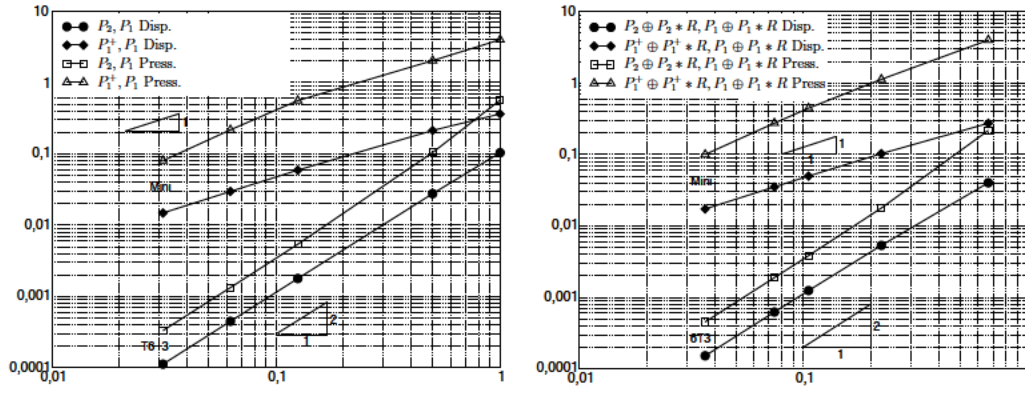 10
P₂, P₁ Disp.
P₁⁺, P₁ Disp.
P₂, P₁ Press.
P₁⁺, P₁ Press.
1
0,1
0,01
0,001
0,0001
1
Mini
T6-3
2
1
0,01
0,1
1
10
P₂ ⊕ P₂ * R, P₁ ⊕ P₁ * R Disp.
P₁⁺ ⊕ P₁⁺ * R, P₁ ⊕ P₁ * R Disp.
P₂ ⊕ P₂ * R, P₁ ⊕ P₁ * R Press.
P₁⁺ ⊕ P₁⁺ * R, P₁ ⊕ P₁ * R Press.
1
0,1
0,01
0,001
0,0001
1
1
Mini
6T3
2
1
0,01
0,1